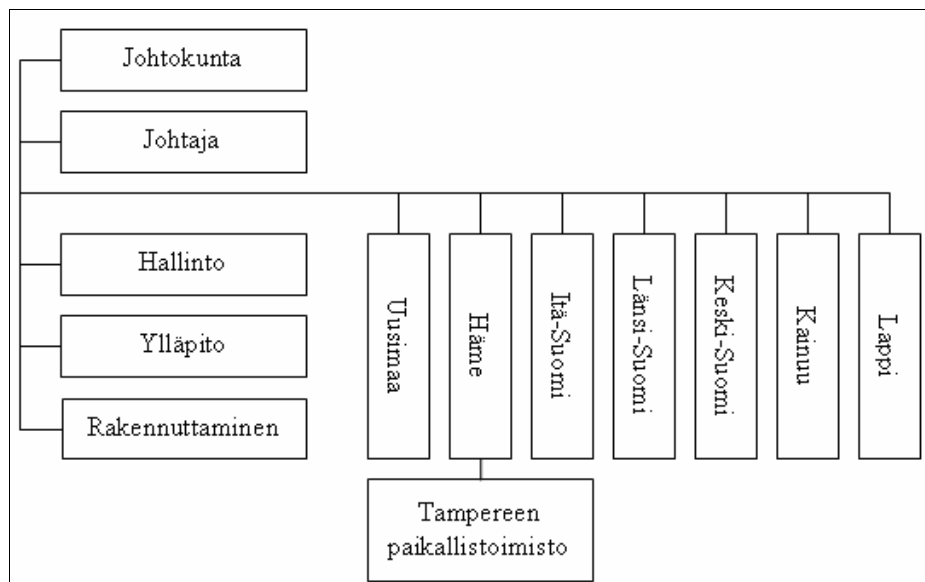 Johtokunta
Johtaja
Hallinto
Ylläpito
Rakennuttaminen
Uusimaa
Häme
Itä-Suomi
Länsi-Suomi
Keski-Suomi
Kainuu
Lappi
Tampereen
paikallistoimisto